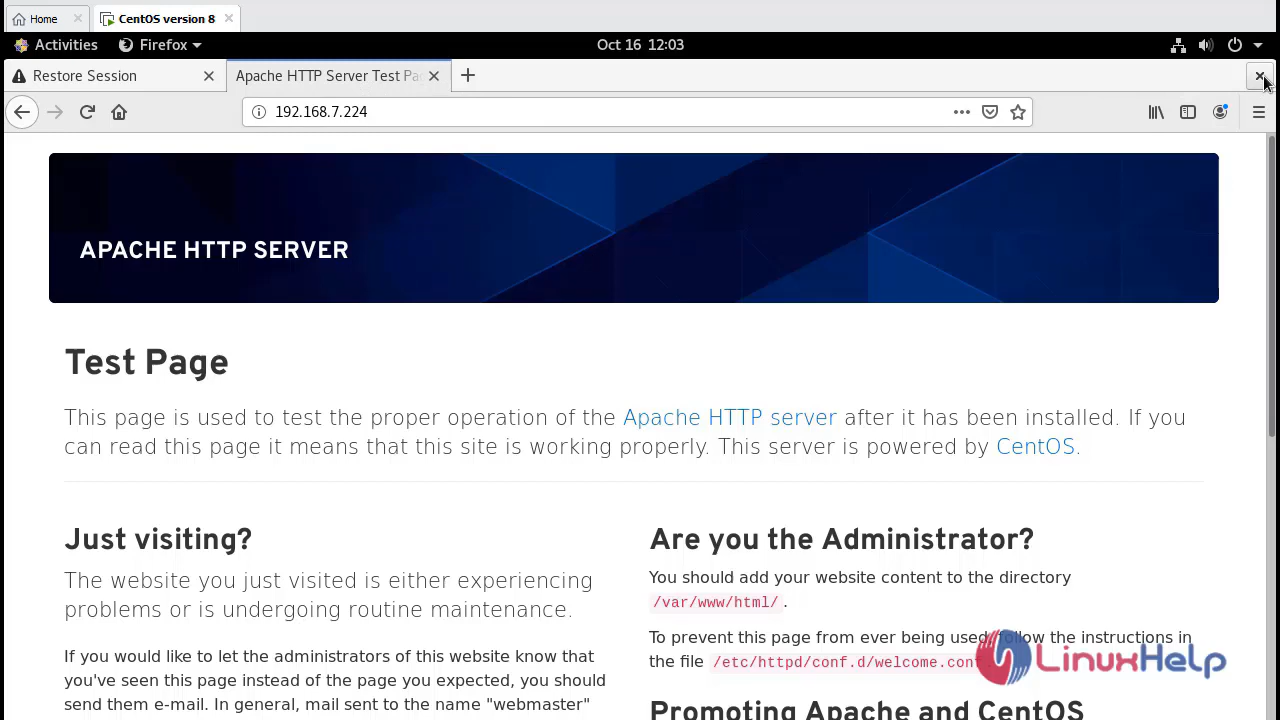 Home
CentOS version 8
Activities
Firefox
Oct 16 12:03
Restore Session
Apache HTTP Server Test Pa
192.168.7.224
APACHE HTTP SERVER
Test Page
This page is used to test the proper operation of the Apache HTTP server after it has been installed. If you
can read this page it means that this site is working properly. This server is powered by CentOS.
Just visiting?
The website you just visited is either experiencing
problems or is undergoing routine maintenance.
If you would like to let the administrators of this website know that
you've seen this page instead of the page you expected, you should
send them e-mail. In general, mail sent to the name "webmaster"
Are you the Administrator?
You should add your website content to the directory
/var/www/html/ .
To prevent this page from ever being used, follow the instructions in
the file /etc/httpd/conf.d/welcome.conf .
Promoting Apache and CentOS
LinuxHelp